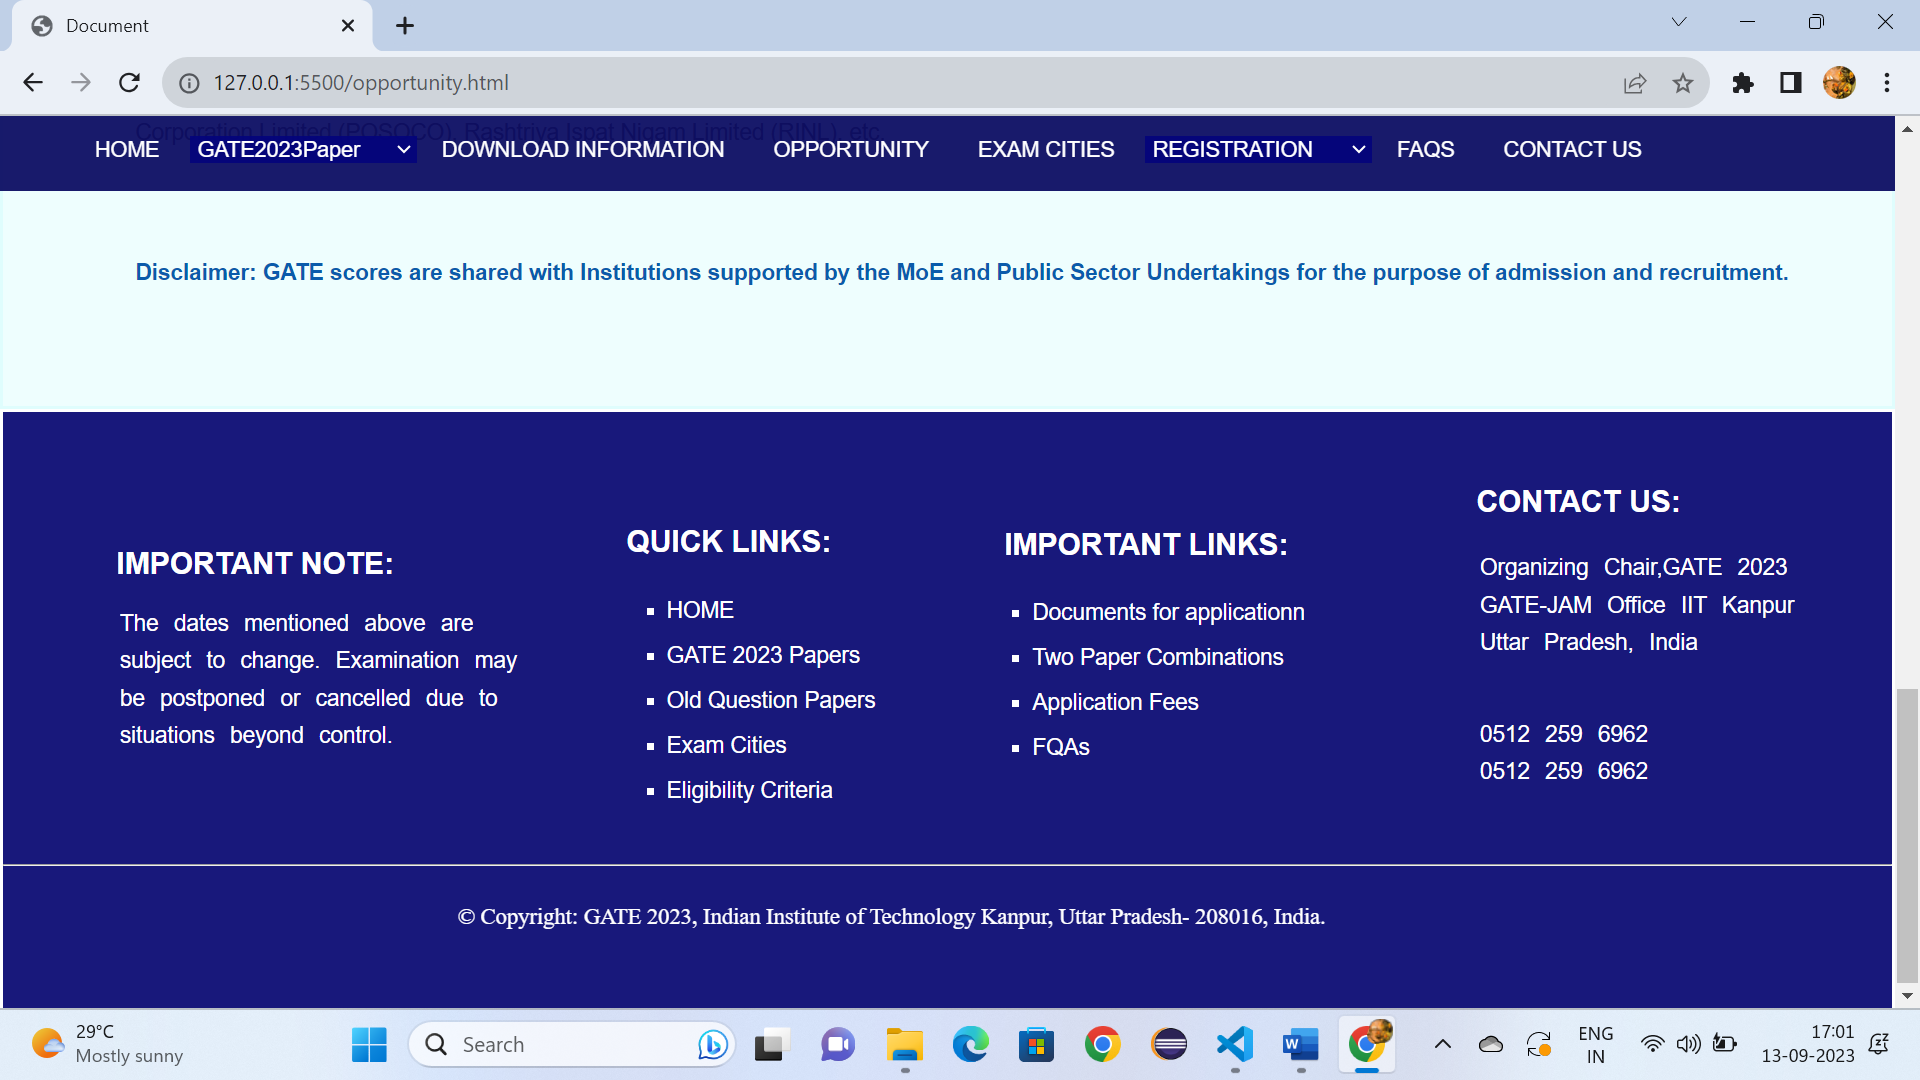 Document
127.0.0.1:5500/opportunity.html
Corporation Limited (POSOCO), Rashtriya Ispat Nigam Limited (RINL), etc.
HOME GATE2023Paper DOWNLOAD INFORMATION OPPORTUNITY EXAM CITIES REGISTRATION FAQS CONTACT US
Disclaimer: GATE scores are shared with Institutions supported by the MoE and Public Sector Undertakings for the purpose of admission and recruitment.
IMPORTANT NOTE:
The dates mentioned above are
subject to change. Examination may
be postponed or cancelled due to
situations beyond control.
QUICK LINKS:
HOME
GATE 2023 Papers
Old Question Papers
Exam Cities
Eligibility Criteria
IMPORTANT LINKS:
Documents for applicationn
Two Paper Combinations
Application Fees
FQAs
CONTACT US:
Organizing Chair,GATE 2023
GATE-JAM Office IIT Kanpur
Uttar Pradesh, India
0512 259 6962
0512 259 6962
© Copyright: GATE 2023, Indian Institute of Technology Kanpur, Uttar Pradesh- 208016, India.
29°C
Mostly sunny
Search
ENG
IN
17:01
13-09-2023